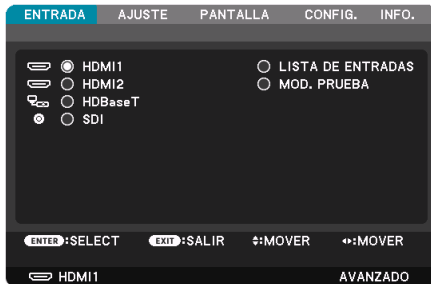 ENTRADA AJUSTE PANTALLA CONFIG. INFO.
HDMI1 LISTA DE ENTRADAS
HDMI2 MOD. PRUEBA
HDBaseT
SDI
ENTER :SELECT EXIT :SALIR :MOVER :MOVER
HDMI1 AVANZADO